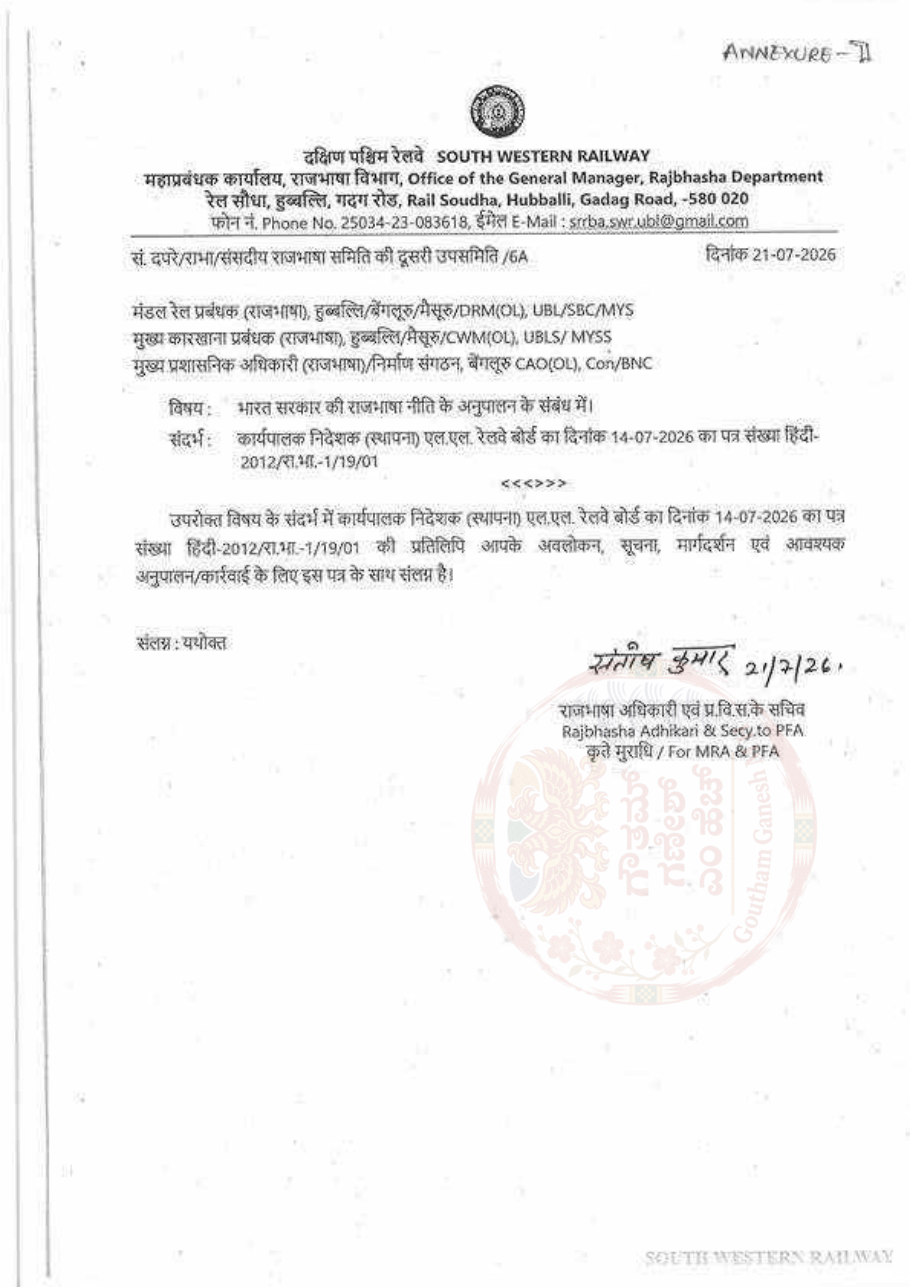 ANNEXURE-II
दक्षिण पश्चिम रेलवे SOUTH WESTERN RAILWAY
महाप्रबंधक कार्यालय, राजभाषा विभाग, Office of the General Manager, Rajbhasha Department
रेल सौधा, हुब्बल्लि, गदग रोड, Rail Soudha, Hubballi, Gadag Road, -580 020
फोन नं. Phone No. 25034-23-083618, ईमेल E-Mail : srrba.swr.ubl@gmail.com
सं. दपरे/राभा/संसदीय राजभाषा समिति की दूसरी उपसमिति /6A दिनांक 21-07-2026
मंडल रेल प्रबंधक (राजभाषा), हुब्बल्लि/बेंगलूरु/मैसूरु/DRM(OL), UBL/SBC/MYS
मुख्य कारखाना प्रबंधक (राजभाषा), हुब्बल्लि/मैसूरु/CWM(OL), UBLS/ MYSS
मुख्य प्रशासनिक अधिकारी (राजभाषा)/निर्माण संगठन, बेंगलूरु CAO(OL), Con/BNC
विषय : भारत सरकार की राजभाषा नीति के अनुपालन के संबंध में।
संदर्भ : कार्यपालक निदेशक (स्थापना) एल.एल. रेलवे बोर्ड का दिनांक 14-07-2026 का पत्र संख्या हिंदी-
2012/रा.भा.-1/19/01
<<<>>>
उपरोक्त विषय के संदर्भ में कार्यपालक निदेशक (स्थापना) एल.एल. रेलवे बोर्ड का दिनांक 14-07-2026 का पत्र
संख्या हिंदी-2012/रा.भा.-1/19/01 की प्रतिलिपि आपके अवलोकन, सूचना, मार्गदर्शन एवं आवश्यक
अनुपालन/कार्रवाई के लिए इस पत्र के साथ संलग्न है।
संलग्न : यथोक्त
संतोष कुमार 21/7/26.
राजभाषा अधिकारी एवं प्र.वि.स.के सचिव
Rajbhasha Adhikari & Secy.to PFA
कृते मुराधि / For MRA & PFA
ಗೌತಮ್
ಗಣೇಶ್
ಎಂ ಹೆಚ್
Goutham Ganesh
SOUTH WESTERN RAILWAY